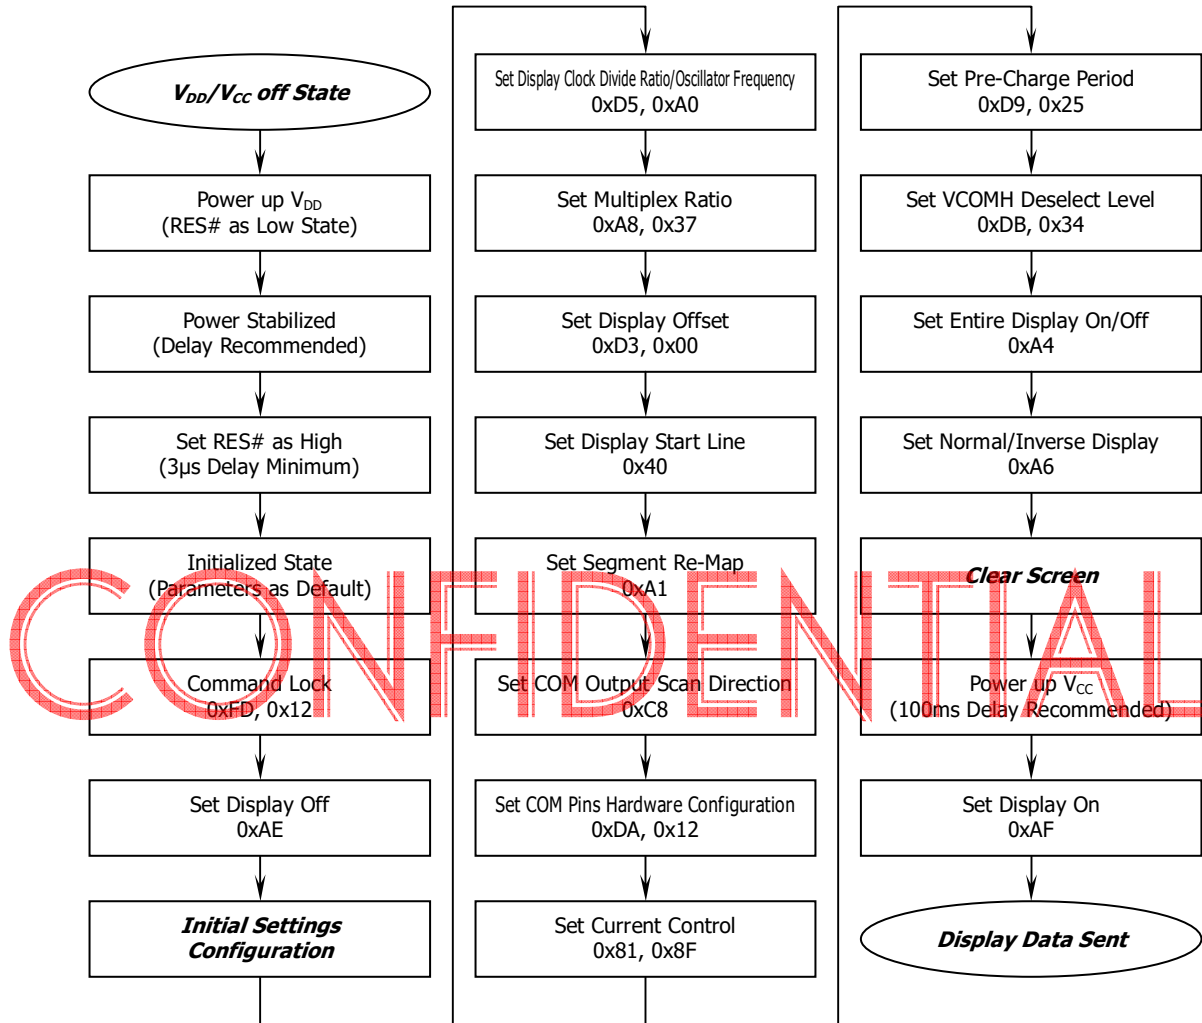 V_DD/V_CC off State
Power up V_DD
(RES# as Low State)
Power Stabilized
(Delay Recommended)
Set RES# as High
(3µs Delay Minimum)
Initialized State
(Parameters as Default)
Command Lock
0xFD, 0x12
Set Display Off
0xAE
Initial Settings
Configuration
Set Display Clock Divide Ratio/Oscillator Frequency
0xD5, 0xA0
Set Multiplex Ratio
0xA8, 0x37
Set Display Offset
0xD3, 0x00
Set Display Start Line
0x40
Set Segment Re-Map
0xA1
Set COM Output Scan Direction
0xC8
Set COM Pins Hardware Configuration
0xDA, 0x12
Set Current Control
0x81, 0x8F
Set Pre-Charge Period
0xD9, 0x25
Set VCOMH Deselect Level
0xDB, 0x34
Set Entire Display On/Off
0xA4
Set Normal/Inverse Display
0xA6
Clear Screen
Power up V_CC
(100ms Delay Recommended)
Set Display On
0xAF
Display Data Sent
CONFIDENTIAL